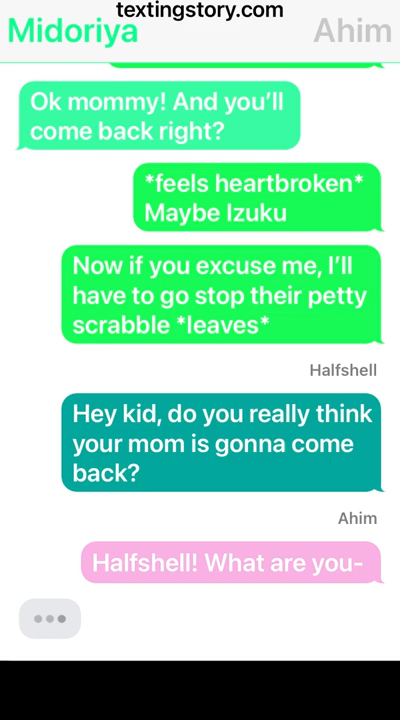 textingstory.com
Midoriya
Ahim
Ok mommy! And you’ll
come back right?
*feels heartbroken*
Maybe Izuku
Now if you excuse me, I’ll
have to go stop their petty
scrabble *leaves*
Halfshell
Hey kid, do you really think
your mom is gonna come
back?
Ahim
Halfshell! What are you-